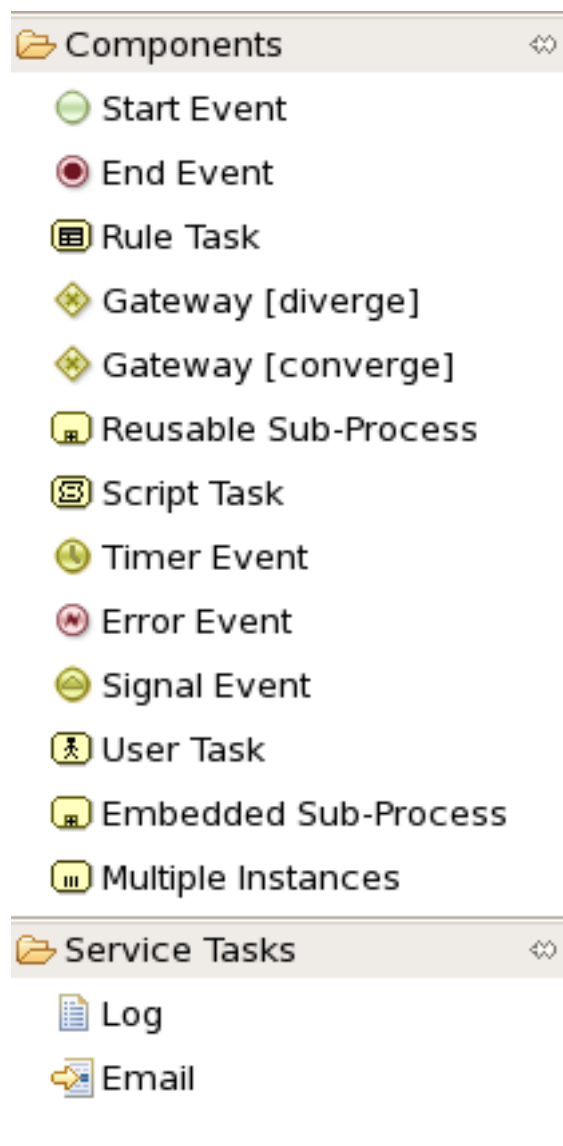 Components
Start Event
End Event
Rule Task
Gateway [diverge]
Gateway [converge]
Reusable Sub-Process
Script Task
Timer Event
Error Event
Signal Event
User Task
Embedded Sub-Process
Multiple Instances
Service Tasks
Log
Email